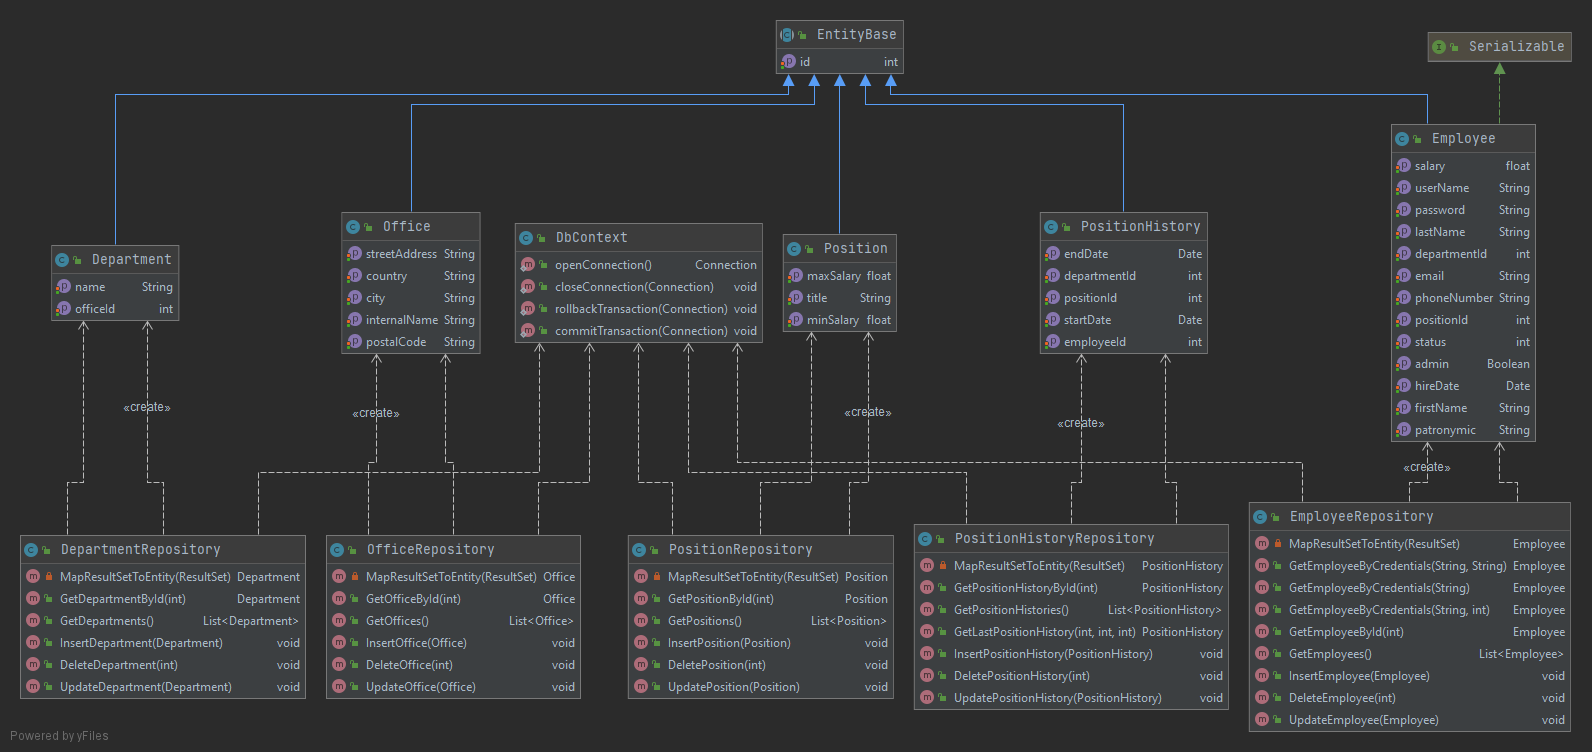 EntityBase
id int
Serializable
Employee
salary float
userName String
password String
lastName String
departmentId int
email String
phoneNumber String
positionId int
status int
admin Boolean
hireDate Date
firstName String
patronymic String
Office
streetAddress String
country String
city String
internalName String
postalCode String
PositionHistory
endDate Date
departmentId int
positionId int
startDate Date
employeeId int
DbContext
openConnection() Connection
closeConnection(Connection) void
rollbackTransaction(Connection) void
commitTransaction(Connection) void
Position
maxSalary float
title String
minSalary float
Department
name String
officeId int
«create»
«create»
«create»
«create»
«create»
DepartmentRepository
MapResultSetToEntity(ResultSet) Department
GetDepartmentById(int) Department
GetDepartments() List<Department>
InsertDepartment(Department) void
DeleteDepartment(int) void
UpdateDepartment(Department) void
OfficeRepository
MapResultSetToEntity(ResultSet) Office
GetOfficeById(int) Office
GetOffices() List<Office>
InsertOffice(Office) void
DeleteOffice(int) void
UpdateOffice(Office) void
PositionRepository
MapResultSetToEntity(ResultSet) Position
GetPositionById(int) Position
GetPositions() List<Position>
InsertPosition(Position) void
DeletePosition(int) void
UpdatePosition(Position) void
PositionHistoryRepository
MapResultSetToEntity(ResultSet) PositionHistory
GetPositionHistoryById(int) PositionHistory
GetPositionHistories() List<PositionHistory>
GetLastPositionHistory(int, int, int) PositionHistory
InsertPositionHistory(PositionHistory) void
DeletePositionHistory(int) void
UpdatePositionHistory(PositionHistory) void
EmployeeRepository
MapResultSetToEntity(ResultSet) Employee
GetEmployeeByCredentials(String, String) Employee
GetEmployeeByCredentials(String) Employee
GetEmployeeByCredentials(String, int) Employee
GetEmployeeById(int) Employee
GetEmployees() List<Employee>
InsertEmployee(Employee) void
DeleteEmployee(int) void
UpdateEmployee(Employee) void
Powered by yFiles